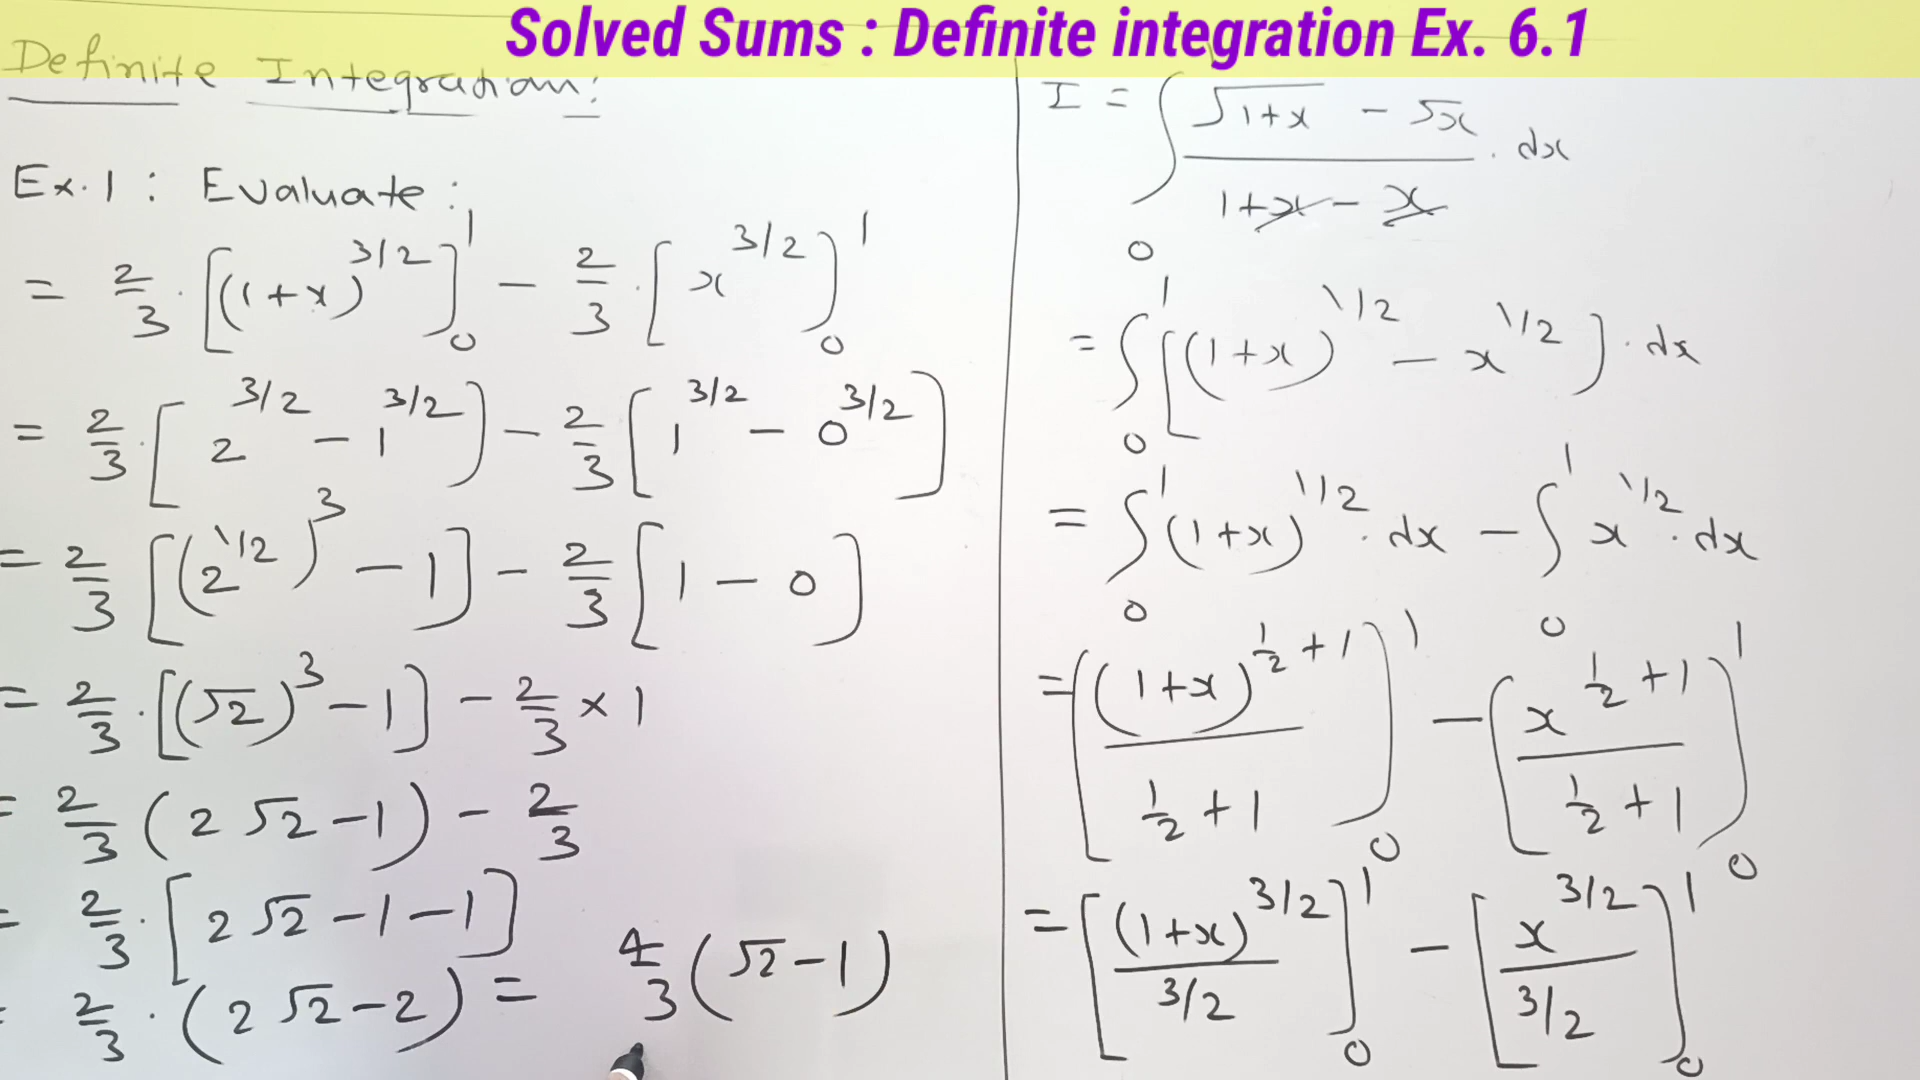 Solved Sums : Definite integration Ex. 6.1
Definite Integration:
Ex.1 : Evaluate :
= 2/3 . [(1+x)^3/2]_0^1 - 2/3 . [x^3/2]_0^1
= 2/3 . [2^3/2 - 1^3/2] - 2/3 [1^3/2 - 0^3/2]
= 2/3 [(2^1/2)^3 - 1] - 2/3 [1 - 0]
= 2/3 . [(√2)^3 - 1] - 2/3 × 1
= 2/3 (2√2 - 1) - 2/3
= 2/3 . [2√2 - 1 - 1]
= 2/3 . (2√2 - 2) = 4/3 (√2 - 1)
I = ∫_0 (√1+x - √x)/(1+x - x) . dx
= ∫_0^1 [(1+x)^1/2 - x^1/2] . dx
= ∫_0^1 (1+x)^1/2 . dx - ∫_0^1 x^1/2 . dx
= [(1+x)^(1/2 + 1)/(1/2 + 1)]_0^1 - [x^(1/2 + 1)/(1/2 + 1)]_0^1
= [(1+x)^3/2/(3/2)]_0^1 - [x^3/2/(3/2)]_0^1